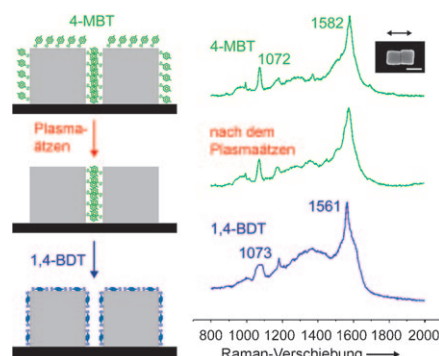 4-MBT
Plasma-
ätzen
1,4-BDT
1582
4-MBT
1072
nach dem
Plasmaätzen
1561
1,4-BDT
1073
800 1000 1200 1400 1600 1800 2000
Raman-Verschiebung